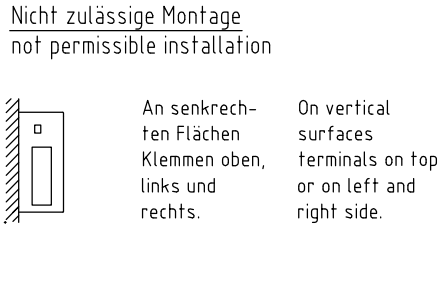 Nicht zulässige Montage
not permissible installation
An senkrech-
ten Flächen
Klemmen oben,
links und
rechts.
On vertical
surfaces
terminals on top
or on left and
right side.